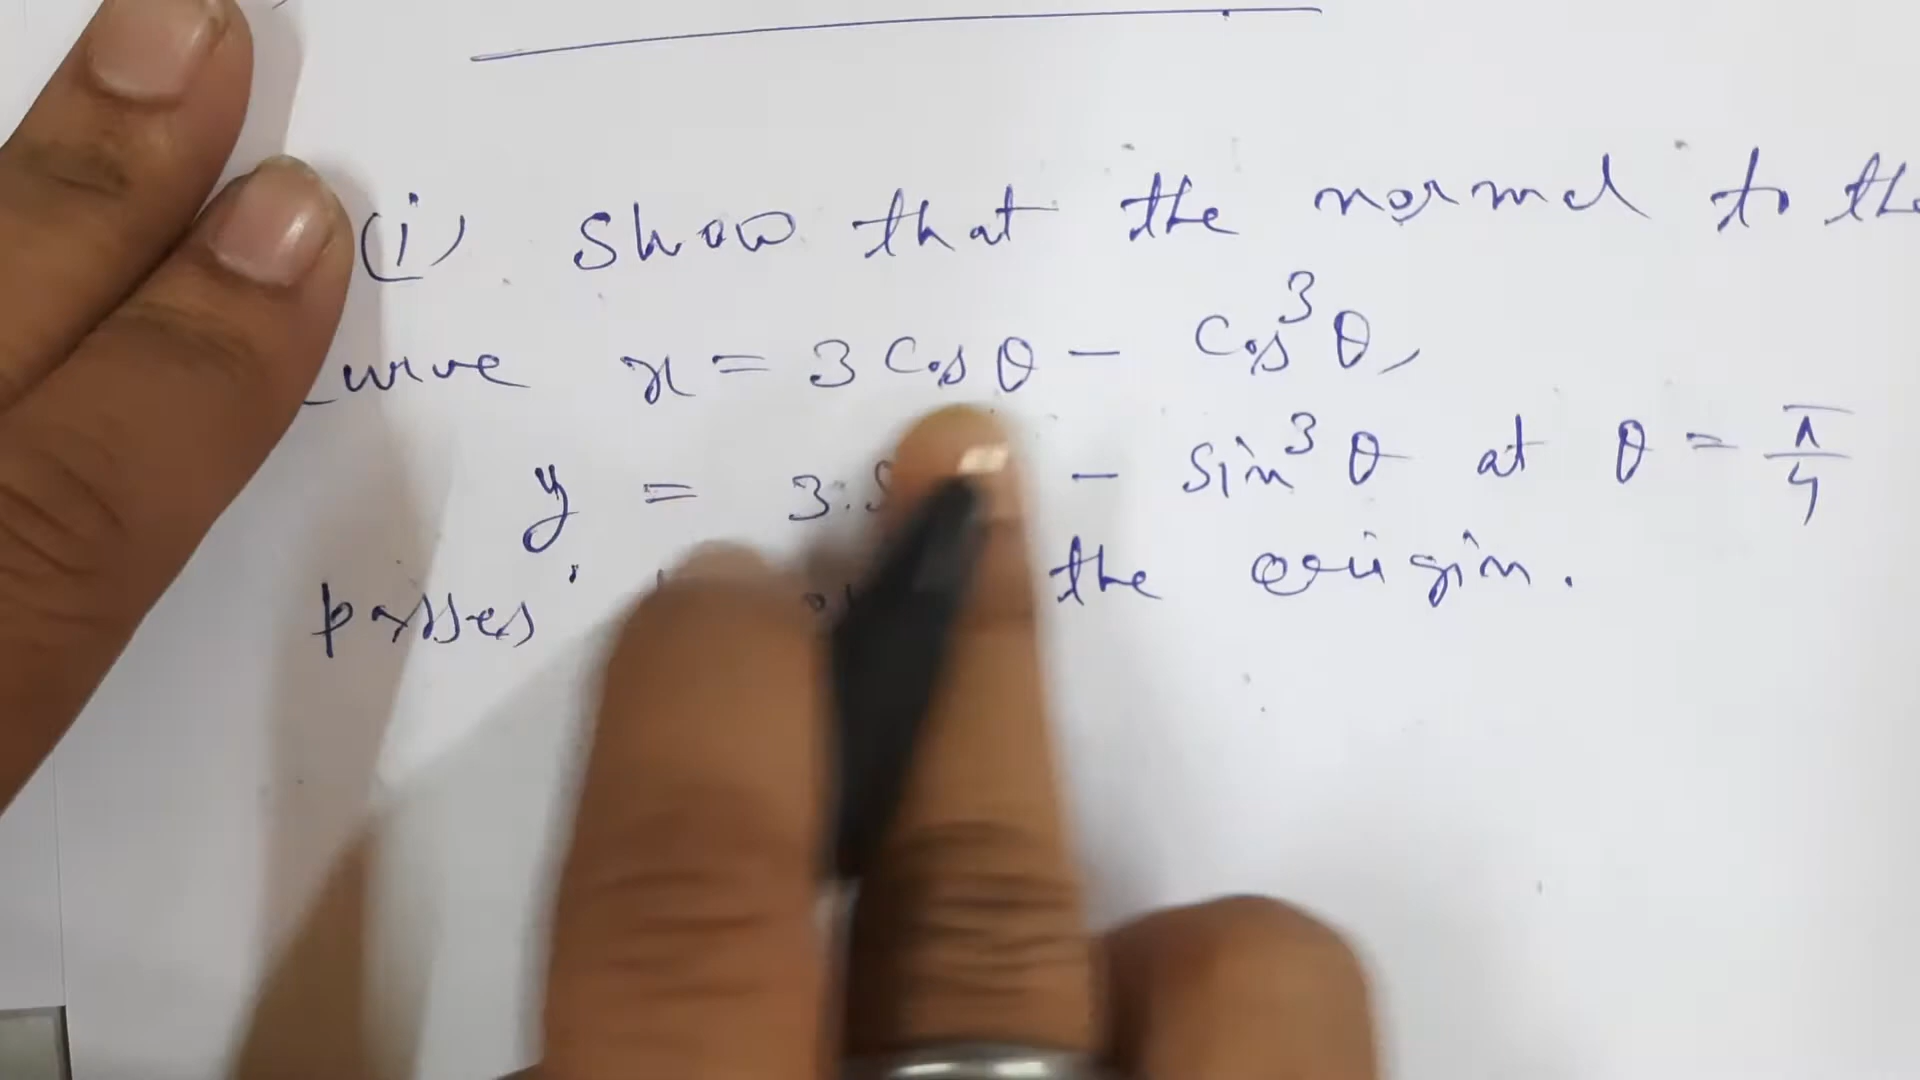 (i) Show that the normal to the
curve x = 3 cos θ - cos³ θ,
y = 3 - sin³ θ at θ = π/4
passes the origin.